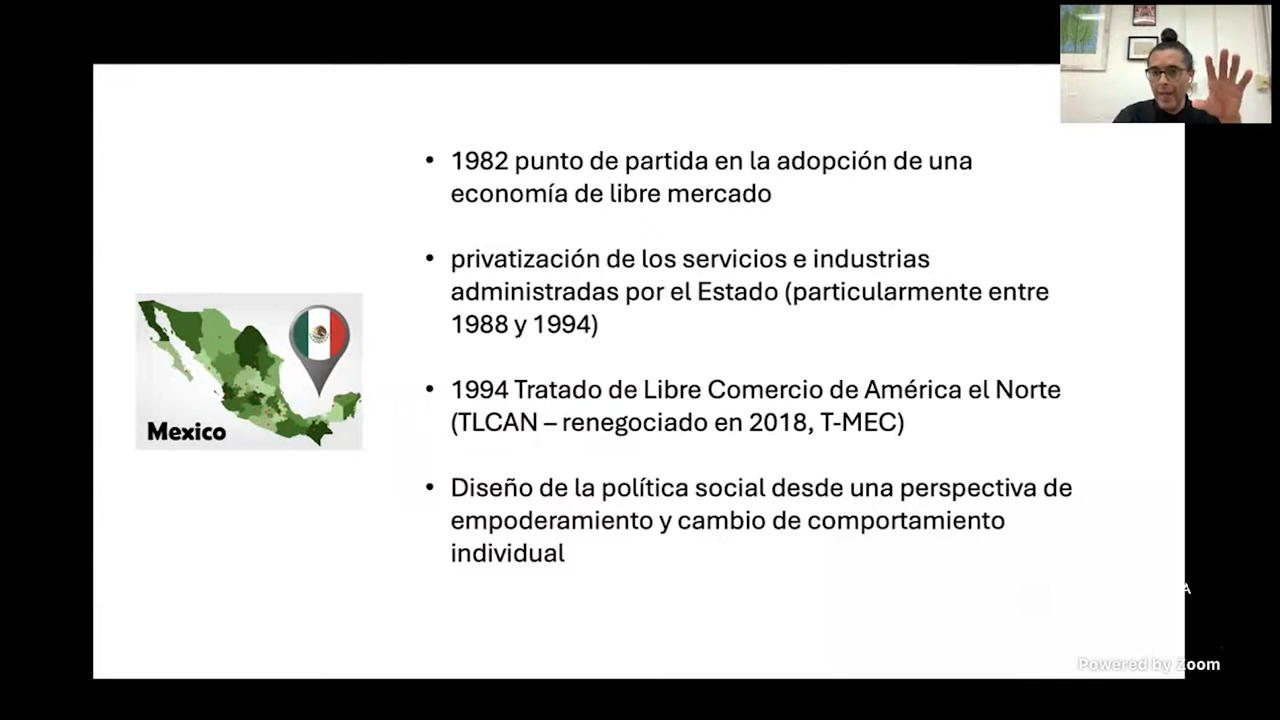 • 1982 punto de partida en la adopción de una
economía de libre mercado
• privatización de los servicios e industrias
administradas por el Estado (particularmente entre
1988 y 1994)
• 1994 Tratado de Libre Comercio de América el Norte
(TLCAN – renegociado en 2018, T-MEC)
• Diseño de la política social desde una perspectiva de
empoderamiento y cambio de comportamiento
individual
Mexico
A
Powered by Zoom